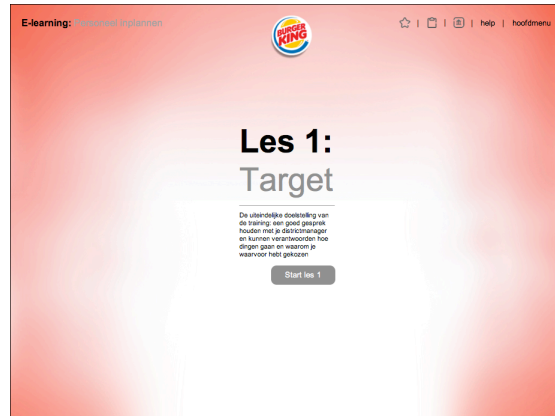 E-learning:
BURGER
KING
help | hoofdmenu
Les 1:
Target
De uiteindelijke doelstelling van
de training: een goed gesprek
houden met je districtmanager
en kunnen verantwoorden hoe
dingen gaan en waarom je
waarvoor hebt gekozen
Start les 1